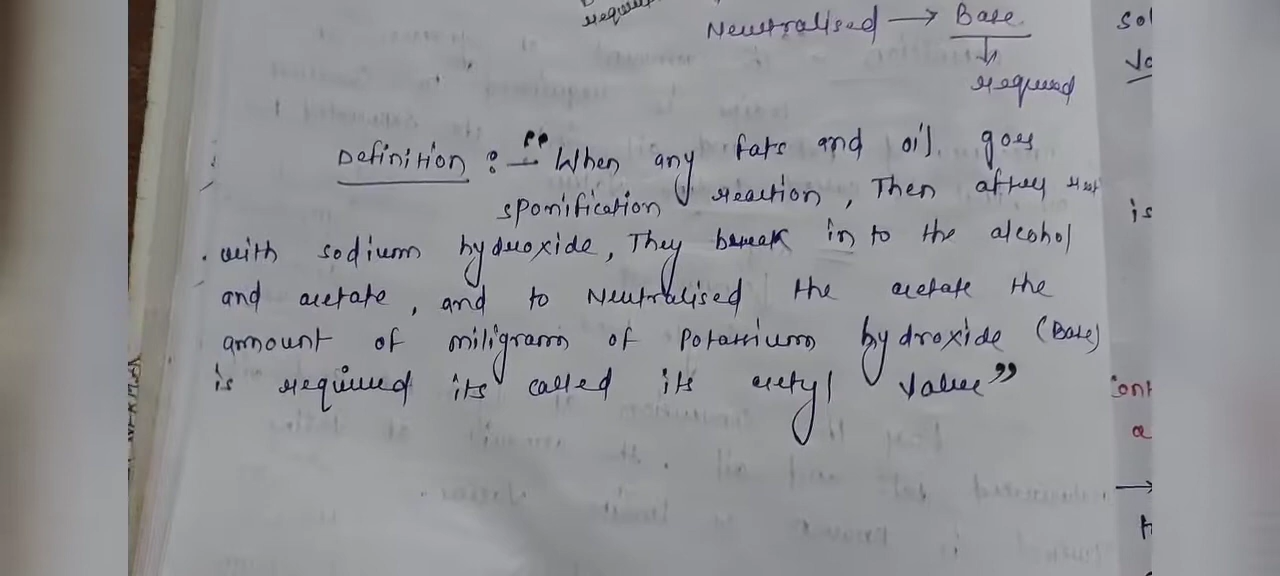 Neutralised → Base
required
Definition :- "When any fats and oil goes
sponification reaction, Then after
with sodium hydroxide, They break in to the alcohol
and acetate, and to Neutralised the acetate the
amount of miligram of Potassium hydroxide (Base)
is required its called its acetyl value"
sol
is
a